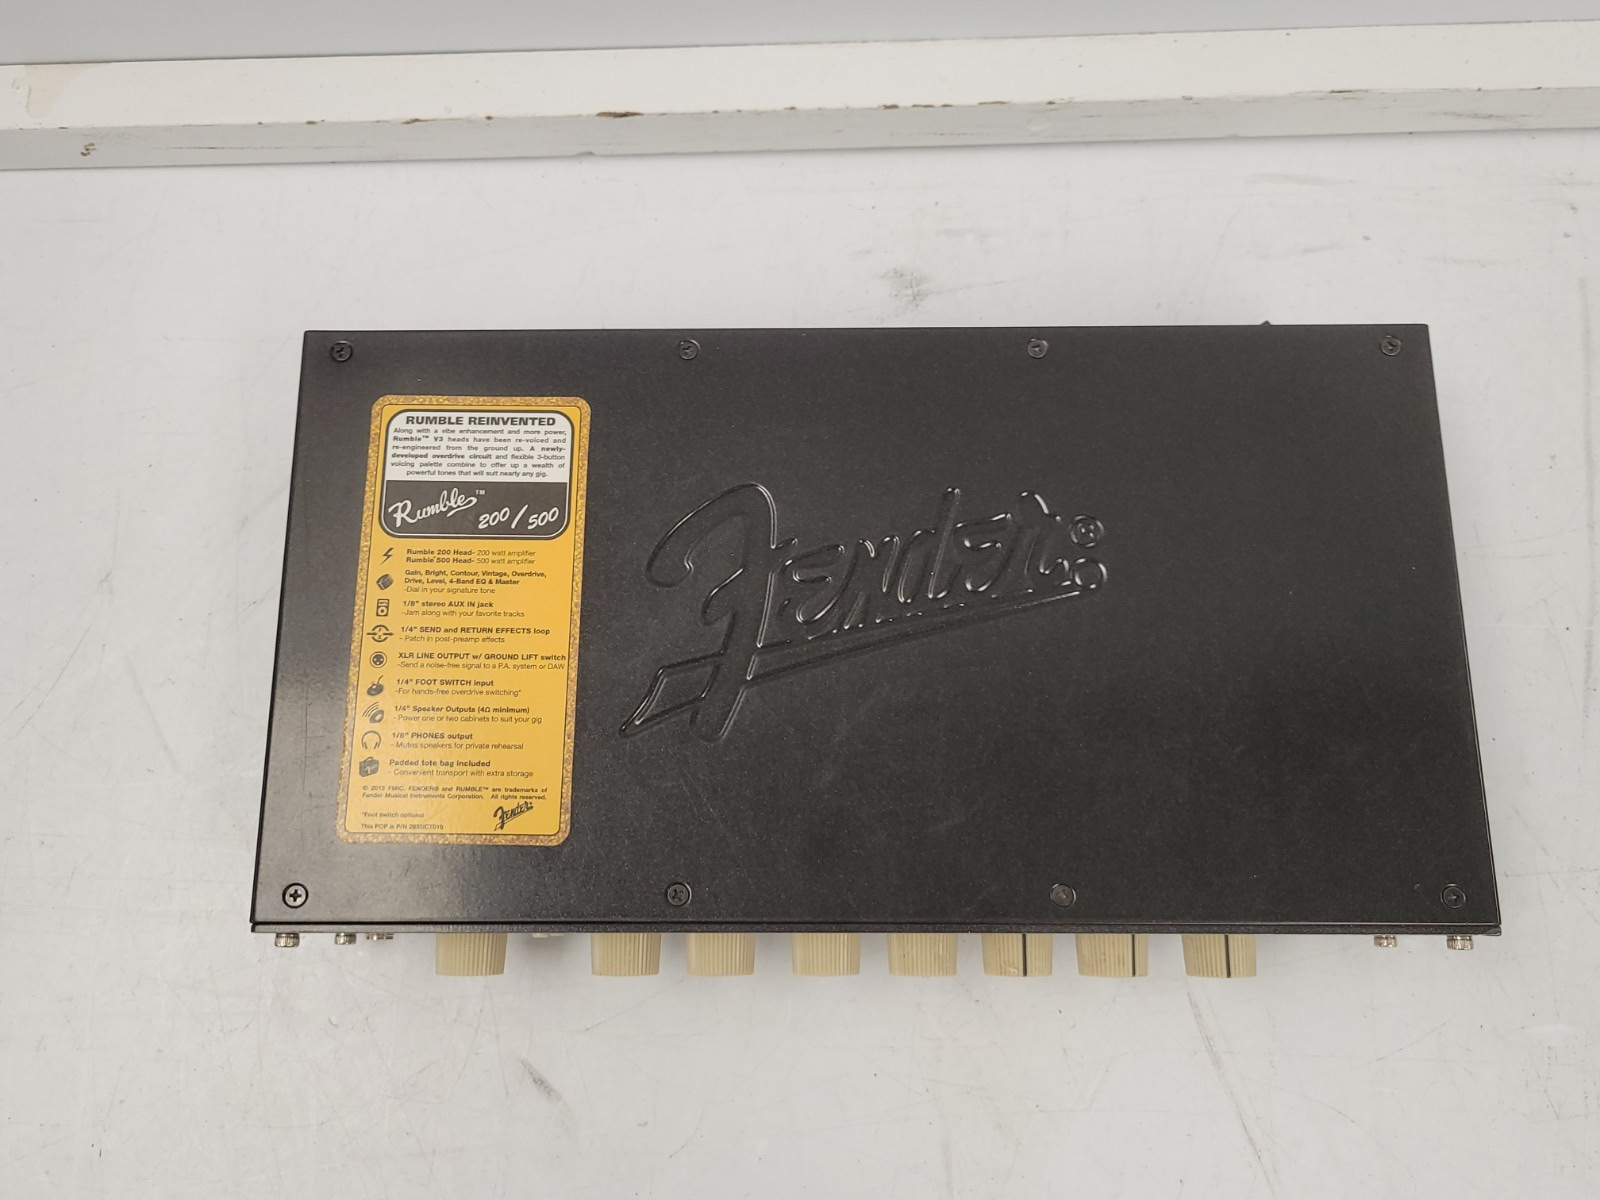 RUMBLE REINVENTED
Along with a vibe enhancement and more power,
Rumble™ V3 heads have been re-voiced and
re-engineered from the ground up. A newly-
developed overdrive circuit and flexible 3-button
voicing palette combine to offer up a wealth of
powerful tones that will suit nearly any gig.
Rumble™
200/500
Rumble 200 Head- 200 watt amplifier
Rumble 500 Head- 500 watt amplifier
Gain, Bright, Contour, Vintage, Overdrive,
Drive, Level, 4-Band EQ & Master
-Dial in your signature tone
1/8" stereo AUX IN jack
-Jam along with your favorite tracks
1/4" SEND and RETURN EFFECTS loop
- Patch in post-preamp effects
XLR LINE OUTPUT w/ GROUND LIFT switch
-Send a noise-free signal to a P.A. system or DAW
1/4" FOOT SWITCH input
-For hands-free overdrive switching*
1/4" Speaker Outputs (4Ω minimum)
- Power one or two cabinets to suit your gig
1/8" PHONES output
- Mutes speakers for private rehearsal
Padded tote bag included
- Convenient transport with extra storage
© 2013 FMIC. FENDER® and RUMBLE™ are trademarks of
Fender Musical Instruments Corporation. All rights reserved.
Fender
*Foot switch optional
This POP is P/N
Fender